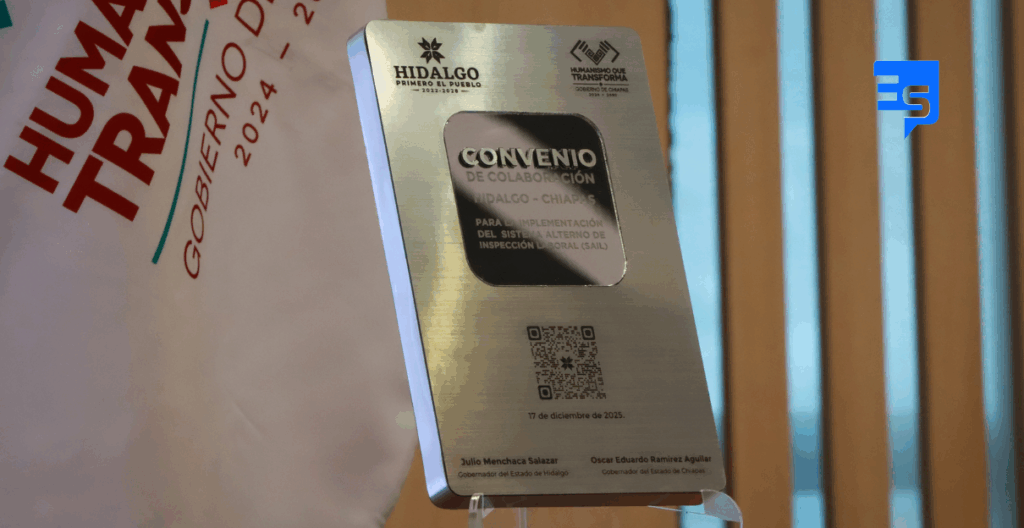 HUMA
TRANS
GOBIERNO DE
2024 –
HIDALGO
PRIMERO EL PUEBLO
2022-2028
HUMANISMO QUE
TRANSFORMA
GOBIERNO DE CHIAPAS
CONVENIO
DE COLABORACIÓN
HIDALGO - CHIAPAS
PARA LA IMPLEMENTACIÓN
DEL SISTEMA ALTERNO DE
INSPECCIÓN LABORAL (SAIL)
17 de diciembre de 2025.
Julio Menchaca Salazar
Gobernador del Estado de Hidalgo
Oscar Eduardo Ramírez Aguilar
Gobernador del Estado de Chiapas
ES